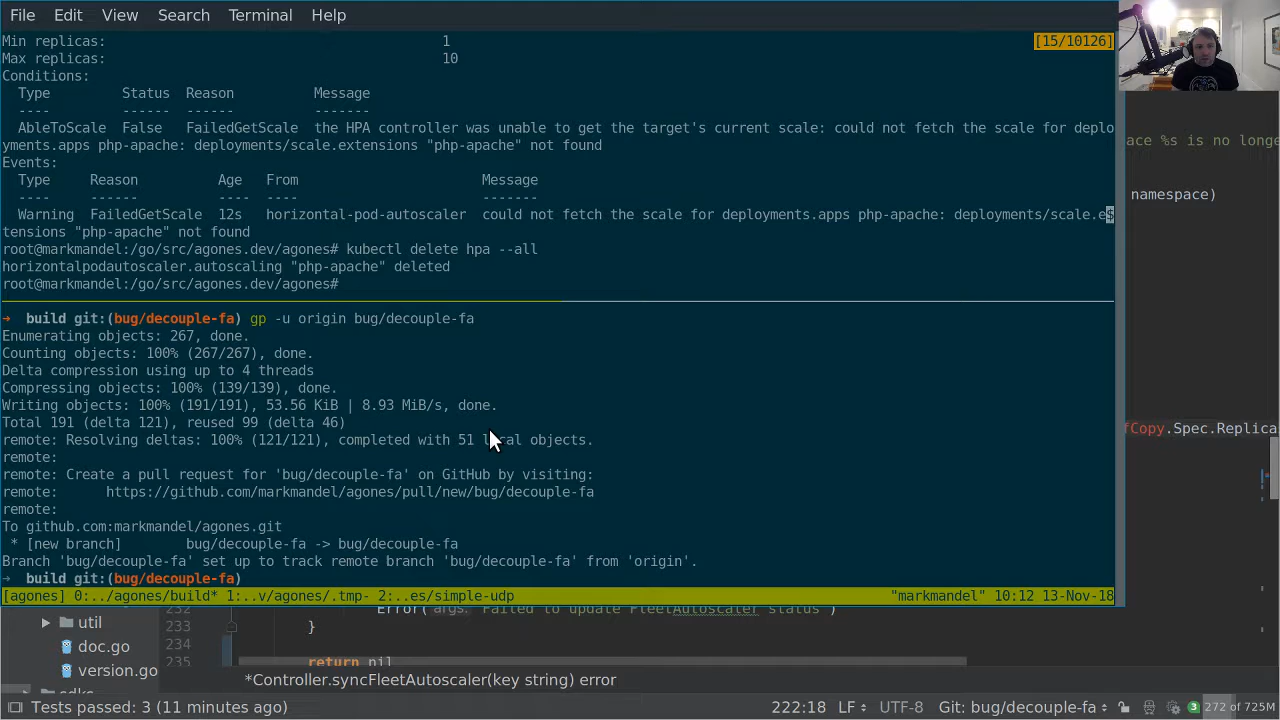 File Edit View Search Terminal Help
Min replicas: 1 [15/10126]
Max replicas: 10
Conditions:
Type Status Reason Message
---- ------ ------ -------
AbleToScale False FailedGetScale the HPA controller was unable to get the target's current scale: could not fetch the scale for deplo
yments.apps php-apache: deployments/scale.extensions "php-apache" not found
Events:
Type Reason Age From Message
---- ------ ---- ---- -------
Warning FailedGetScale 12s horizontal-pod-autoscaler could not fetch the scale for deployments.apps php-apache: deployments/scale.e$
tensions "php-apache" not found
root@markmandel:/go/src/agones.dev/agones# kubectl delete hpa --all
horizontalpodautoscaler.autoscaling "php-apache" deleted
root@markmandel:/go/src/agones.dev/agones#
→ build git:(bug/decouple-fa) gp -u origin bug/decouple-fa
Enumerating objects: 267, done.
Counting objects: 100% (267/267), done.
Delta compression using up to 4 threads
Compressing objects: 100% (139/139), done.
Writing objects: 100% (191/191), 53.56 KiB | 8.93 MiB/s, done.
Total 191 (delta 121), reused 99 (delta 46)
remote: Resolving deltas: 100% (121/121), completed with 51 local objects.
remote:
remote: Create a pull request for 'bug/decouple-fa' on GitHub by visiting:
remote: https://github.com/markmandel/agones/pull/new/bug/decouple-fa
remote:
To github.com:markmandel/agones.git
* [new branch] bug/decouple-fa -> bug/decouple-fa
Branch 'bug/decouple-fa' set up to track remote branch 'bug/decouple-fa' from 'origin'.
→ build git:(bug/decouple-fa)
[agones] 0:../agones/build* 1:..v/agones/.tmp- 2:..es/simple-udp "markmandel" 10:12 13-Nov-18
ace %s is no longe
namespace)
fCopy.Spec.Replica
232 Error( args: "Failed to update FleetAutoscaler status")
util
233 }
doc.go
234
version.go
235 return nil
sdks
*Controller.syncFleetAutoscaler(key string) error
Tests passed: 3 (11 minutes ago) 222:18 LF UTF-8 Git: bug/decouple-fa 3 272 of 725M